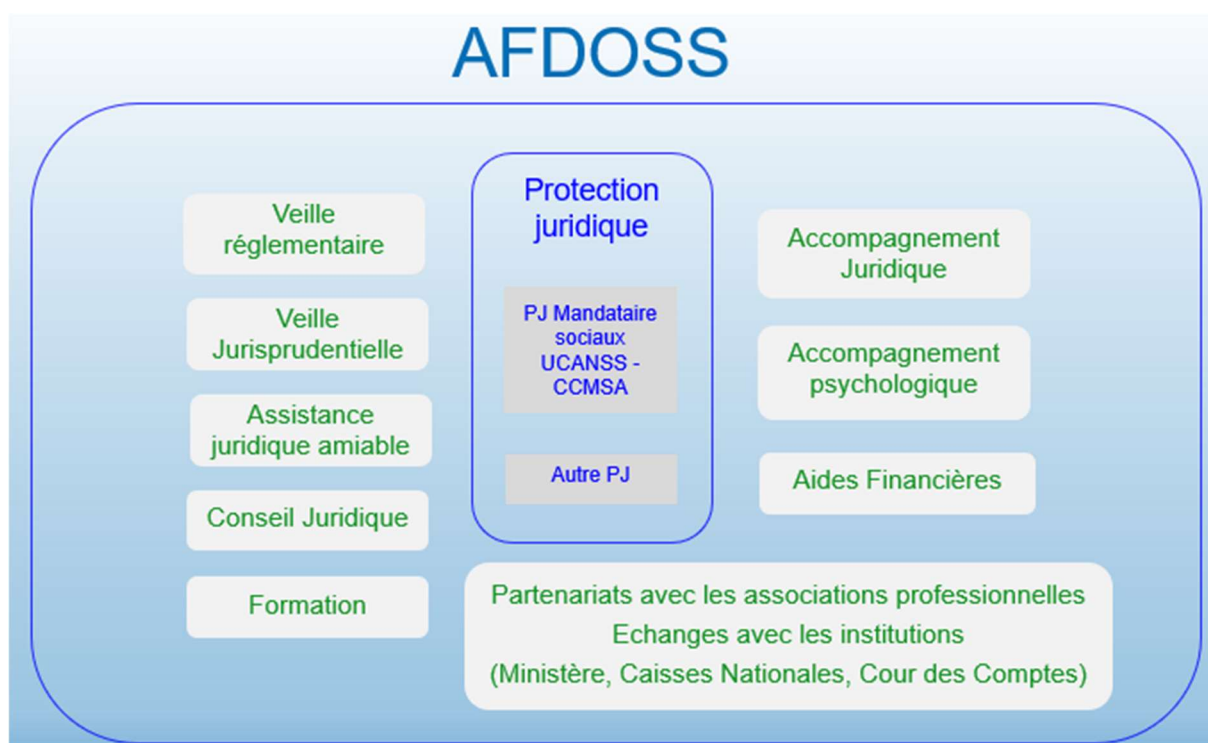 AFDOSS
Veille
réglementaire
Veille
Jurisprudentielle
Assistance
juridique amiable
Conseil Juridique
Formation
Protection
juridique
PJ Mandataire
sociaux
UCANSS -
CCMSA
Autre PJ
Accompagnement
Juridique
Accompagnement
psychologique
Aides Financières
Partenariats avec les associations professionnelles
Echanges avec les institutions
(Ministère, Caisses Nationales, Cour des Comptes)